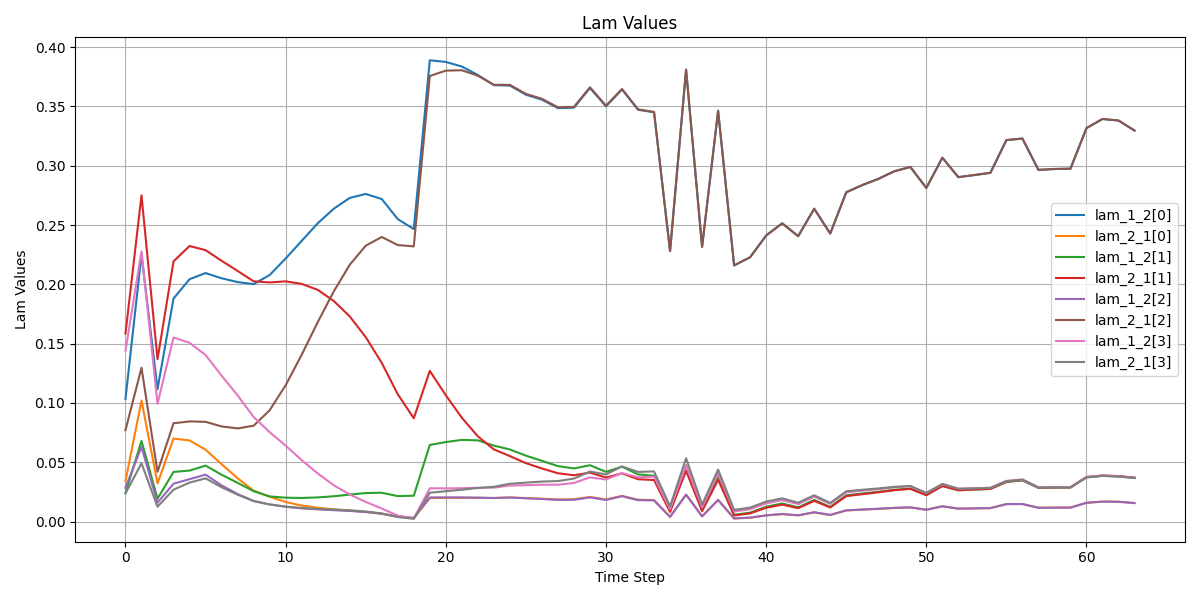 Lam Values
Lam Values
0.40
0.35
0.30
0.25
0.20
0.15
0.10
0.05
0.00
lam_1_2[0]
lam_2_1[0]
lam_1_2[1]
lam_2_1[1]
lam_1_2[2]
lam_2_1[2]
lam_1_2[3]
lam_2_1[3]
0 10 20 30 40 50 60
Time Step